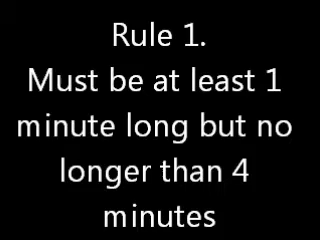 Rule 1.
Must be at least 1
minute long but no
longer than 4
minutes